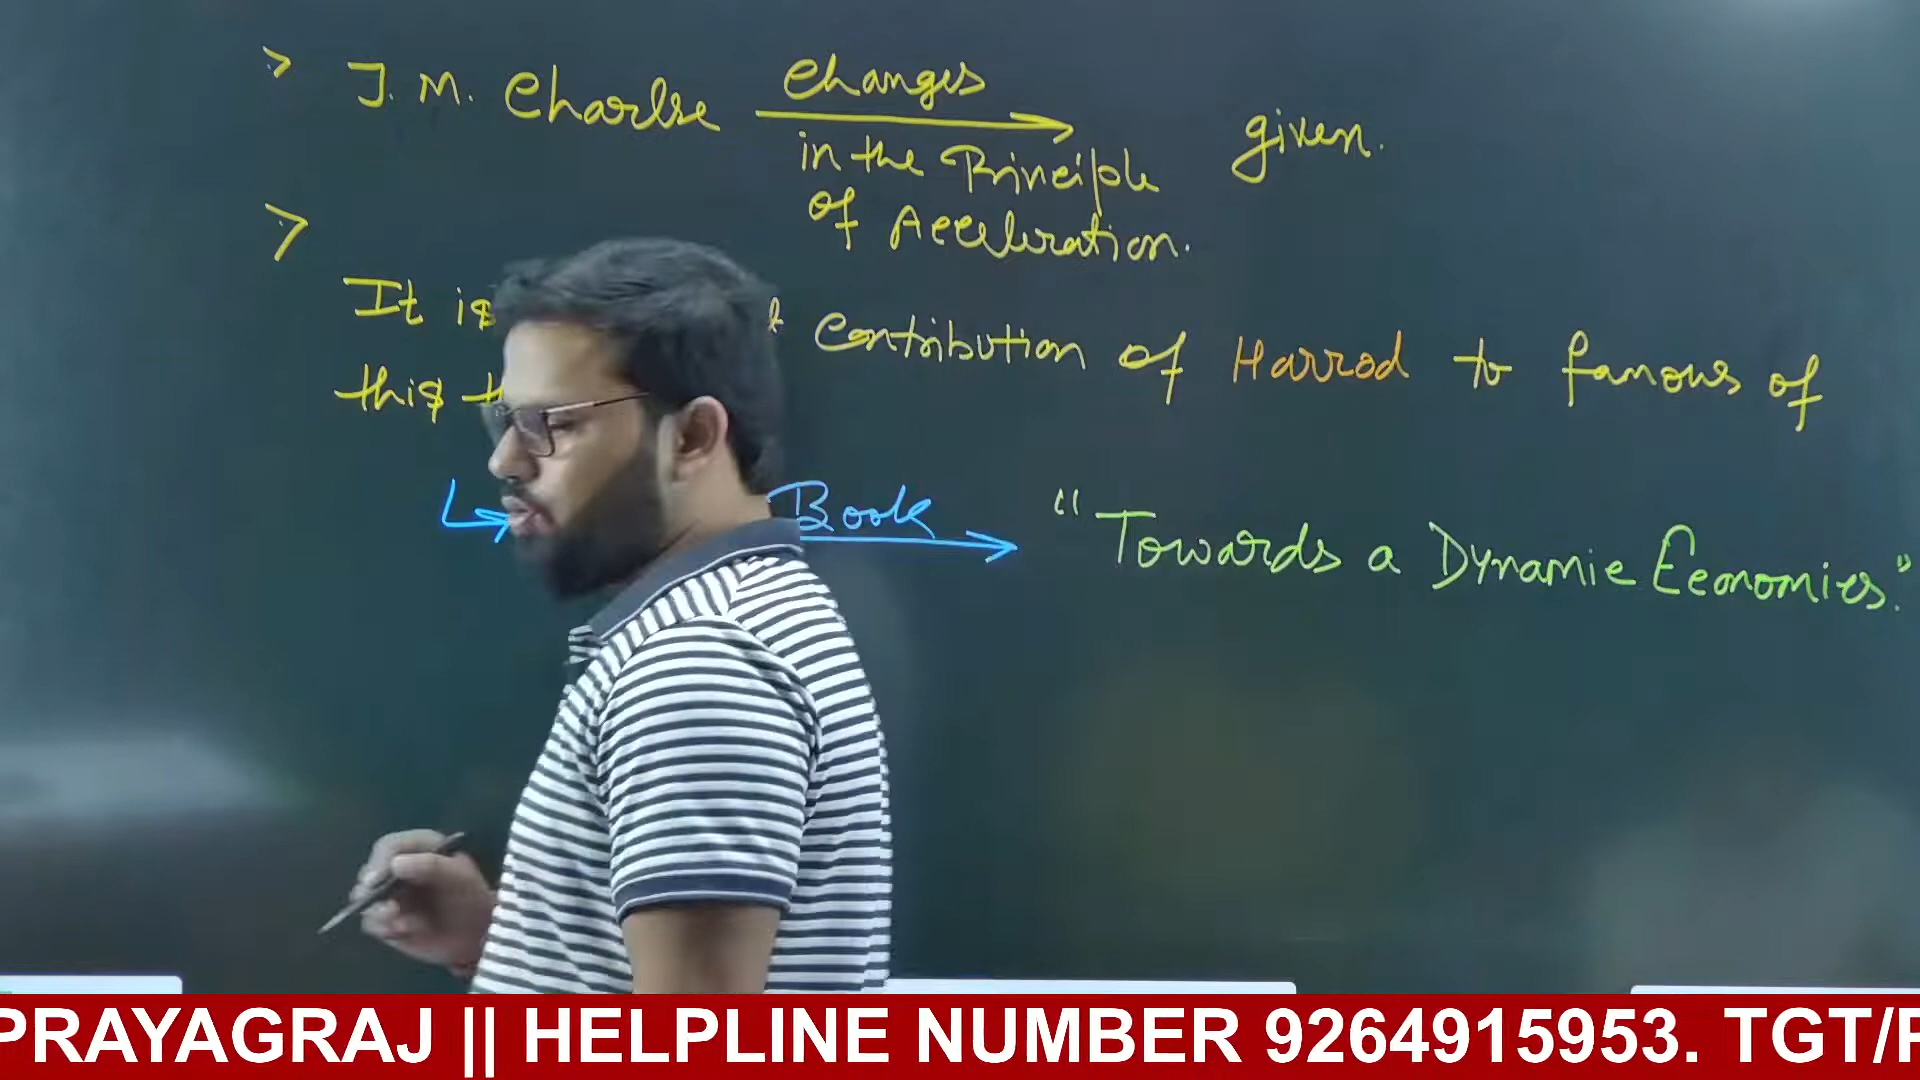 > J. M. Charlse changes given.
in the Principle
of Acceleration.
>
It is contribution of Harrod to famous of
this
Book "Towards a Dynamic Economics."
PRAYAGRAJ || HELPLINE NUMBER 9264915953. TGT/P